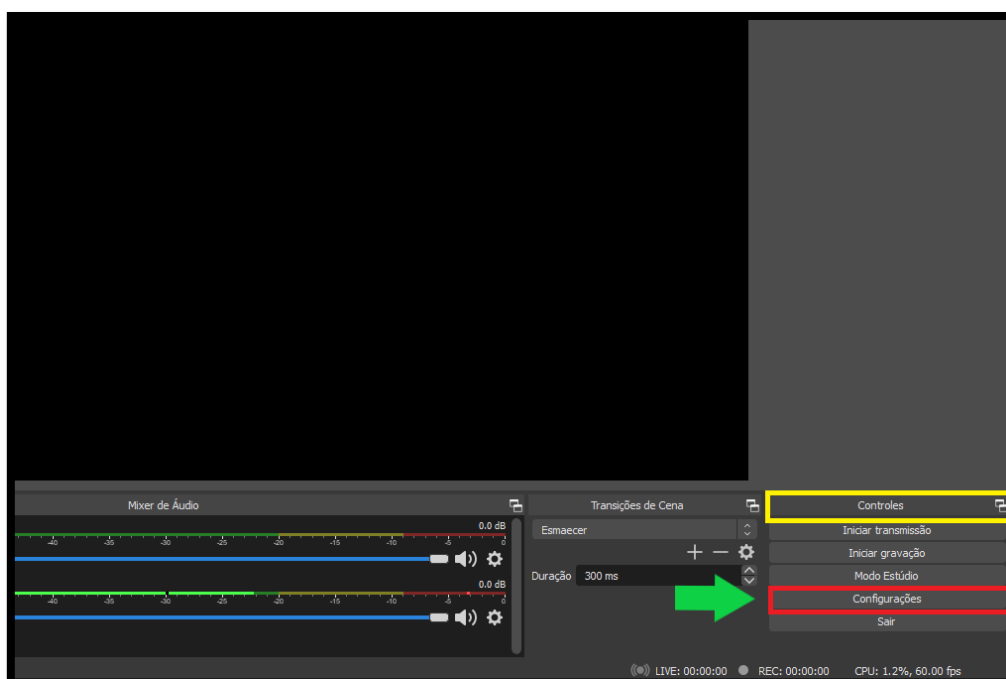 Mixer de Áudio
0.0 dB
-40 -35 -30 -25 -20 -15 -10 -5 0
0.0 dB
-40 -35 -30 -25 -20 -15 -10 -5 0
Transições de Cena
Esmaecer
Duração 300 ms
Controles
Iniciar transmissão
Iniciar gravação
Modo Estúdio
Configurações
Sair
LIVE: 00:00:00 REC: 00:00:00 CPU: 1.2%, 60.00 fps